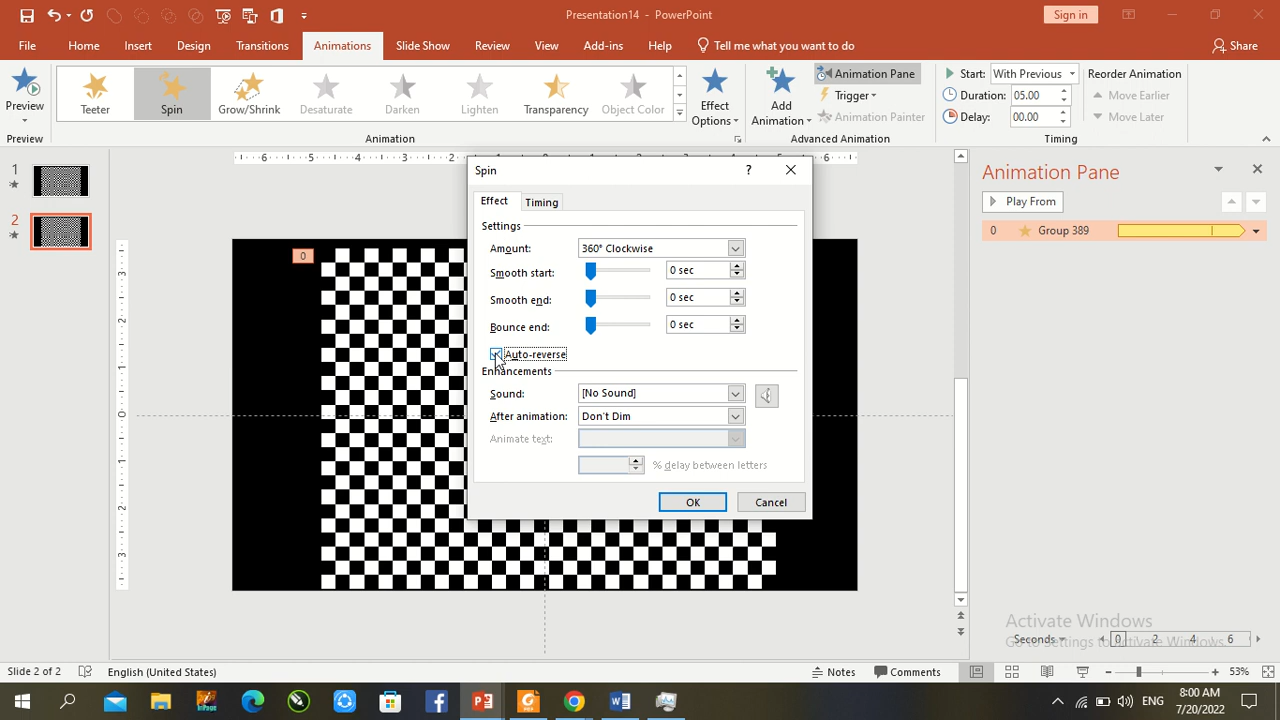 Presentation14 - PowerPoint
Sign in
File
Home
Insert
Design
Transitions
Animations
Slide Show
Review
View
Add-ins
Help
Tell me what you want to do
Share
Preview
Teeter
Spin
Grow/Shrink
Desaturate
Darken
Lighten
Transparency
Object Color
Effect
Options
Add
Animation
Animation Pane
Trigger
Animation Painter
Start: With Previous
Duration: 05.00
Delay: 00.00
Reorder Animation
Move Earlier
Move Later
Preview
Animation
Advanced Animation
Timing
1
2
0
Spin
?
Effect
Timing
Settings
Amount: 360° Clockwise
Smooth start: 0 sec
Smooth end: 0 sec
Bounce end: 0 sec
Auto-reverse
Enhancements
Sound: [No Sound]
After animation: Don't Dim
Animate text:
% delay between letters
OK
Cancel
Animation Pane
Play From
0 Group 389
Activate Windows
Go to Settings to activate Windows.
Seconds 0 2 4 6
Slide 2 of 2
English (United States)
Notes
Comments
53%
ENG
8:00 AM
7/20/2022